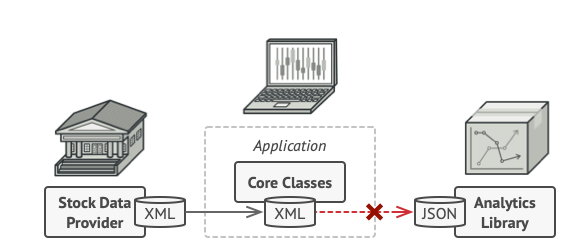 Application
Core Classes
XML
Stock Data
Provider
XML
JSON
Analytics
Library